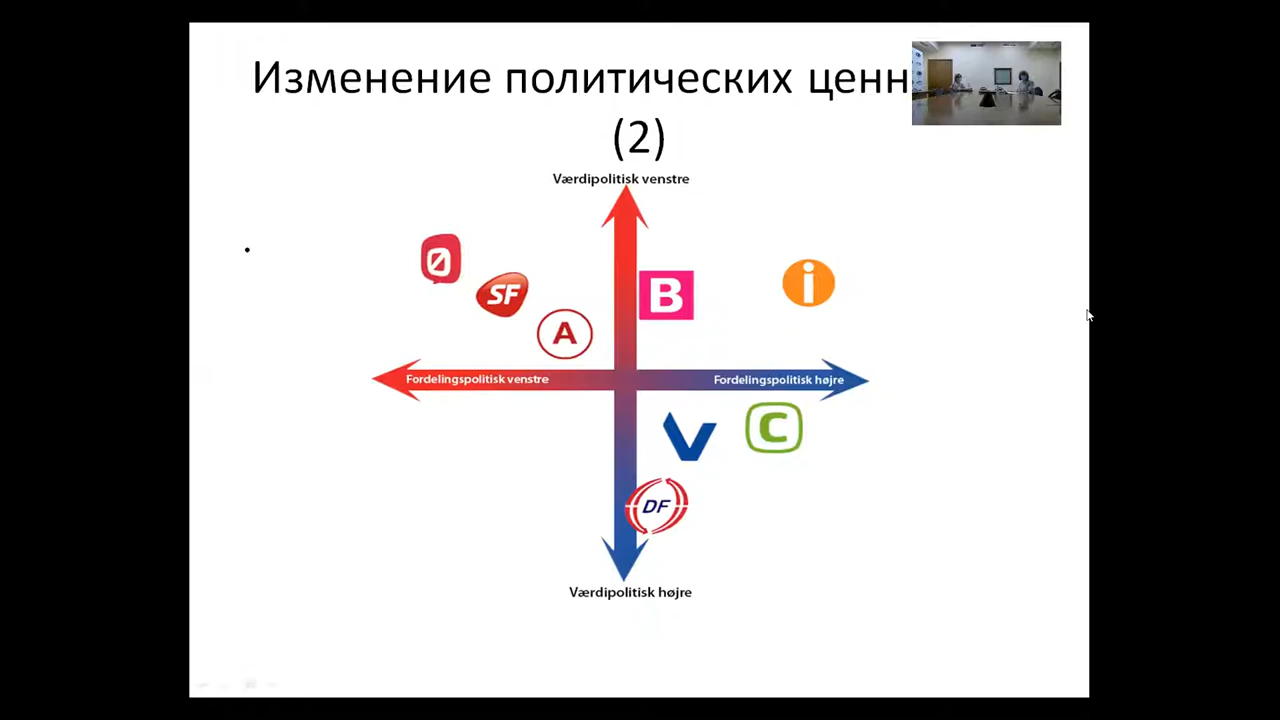 Изменение политических ценн
(2)
Værdipolitisk venstre
Ø
SF
A
B
i
Fordelingspolitisk venstre
Fordelingspolitisk højre
V
C
DF
Værdipolitisk højre